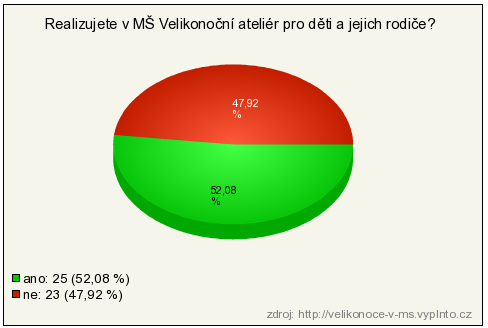 Realizujete v MŠ Velikonoční ateliér pro děti a jejich rodiče?
47,92
%
52,08
%
ano: 25 (52,08 %)
ne: 23 (47,92 %)
zdroj: http://velikonoce-v-ms.vyplnto.cz